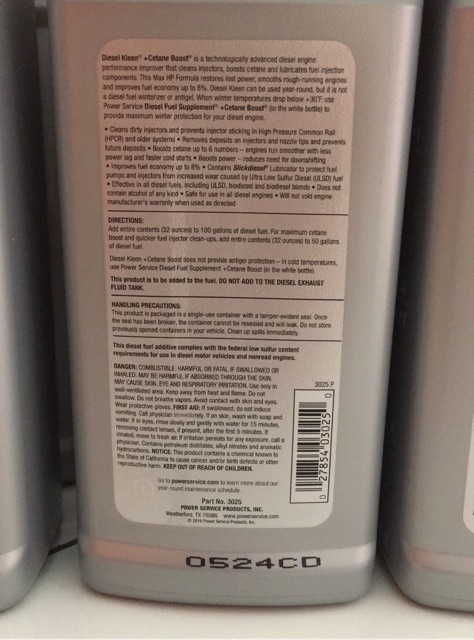 Diesel Kleen® +Cetane Boost® is a technologically advanced diesel engine
performance improver that cleans injectors, boosts cetane and lubricates fuel injection
components. This Max HP Formula restores lost power, smooths rough-running engines
and improves fuel economy up to 8%. Diesel Kleen can be used year-round, but it is not
a diesel fuel winterizer or antigel. When winter temperatures drop below +30°F, use
Power Service Diesel Fuel Supplement® +Cetane Boost® (in the white bottle) to
provide maximum winter protection for your diesel engine.
• Cleans dirty injectors and prevents injector sticking in High Pressure Common Rail
(HPCR) and older systems • Removes deposits on injectors and nozzle tips and prevents
future deposits • Boosts cetane up to 6 numbers – engines run smoother with less
power lag and faster cold starts • Boosts power – reduces need for downshifting
• Improves fuel economy up to 8% • Contains Slickdiesel® Lubricator to protect fuel
pumps and injectors from increased wear caused by Ultra Low Sulfur Diesel (ULSD) fuel
• Effective in all diesel fuels, including ULSD, biodiesel and biodiesel blends • Does not
contain alcohol of any kind • Safe for use in all diesel engines • Will not void engine
manufacturer's warranty when used as directed
DIRECTIONS:
Add entire contents (32 ounces) to 100 gallons of diesel fuel. For maximum cetane
boost and quicker fuel injector clean-ups, add entire contents (32 ounces) to 50 gallons
of diesel fuel.
Diesel Kleen +Cetane Boost does not provide antigel protection – in cold temperatures,
use Power Service Diesel Fuel Supplement +Cetane Boost (in the white bottle).
This product is to be added to the fuel. DO NOT ADD TO THE DIESEL EXHAUST
FLUID TANK.
HANDLING PRECAUTIONS:
This product is packaged in a single-use container with a tamper-evident seal. Once
the seal has been broken, the container cannot be resealed and will leak. Do not store
previously opened containers in your vehicle. Clean up spills immediately.
This diesel fuel additive complies with the federal low sulfur content
requirements for use in diesel motor vehicles and nonroad engines.
DANGER: COMBUSTIBLE. HARMFUL OR FATAL IF SWALLOWED OR
INHALED. MAY BE HARMFUL IF ABSORBED THROUGH THE SKIN.
MAY CAUSE SKIN, EYE AND RESPIRATORY IRRITATION. Use only in
well-ventilated area. Keep away from heat and flame. Do not
swallow. Do not breathe vapors. Avoid contact with skin and eyes.
Wear protective gloves. FIRST AID: If swallowed, do not induce
vomiting. Call physician immediately. If on skin, wash with soap and
water. If in eyes, rinse slowly and gently with water for 15 minutes,
removing contact lenses, if present, after the first 5 minutes. If
inhaled, move to fresh air. If irritation persists for any exposure, call a
physician. Contains petroleum distillates, alkyl nitrates and aromatic
hydrocarbons. NOTICE: This product contains a chemical known to
the State of California to cause cancer and/or birth defects or other
reproductive harm. KEEP OUT OF REACH OF CHILDREN.
3025 P
0 27854 03025 0
Go to powerservice.com to learn more about our
year-round maintenance schedule.
Part No. 3025
POWER SERVICE PRODUCTS, INC.
Weatherford, TX 76086 www.powerservice.com
© 2016 Power Service Products, Inc.
0524CD